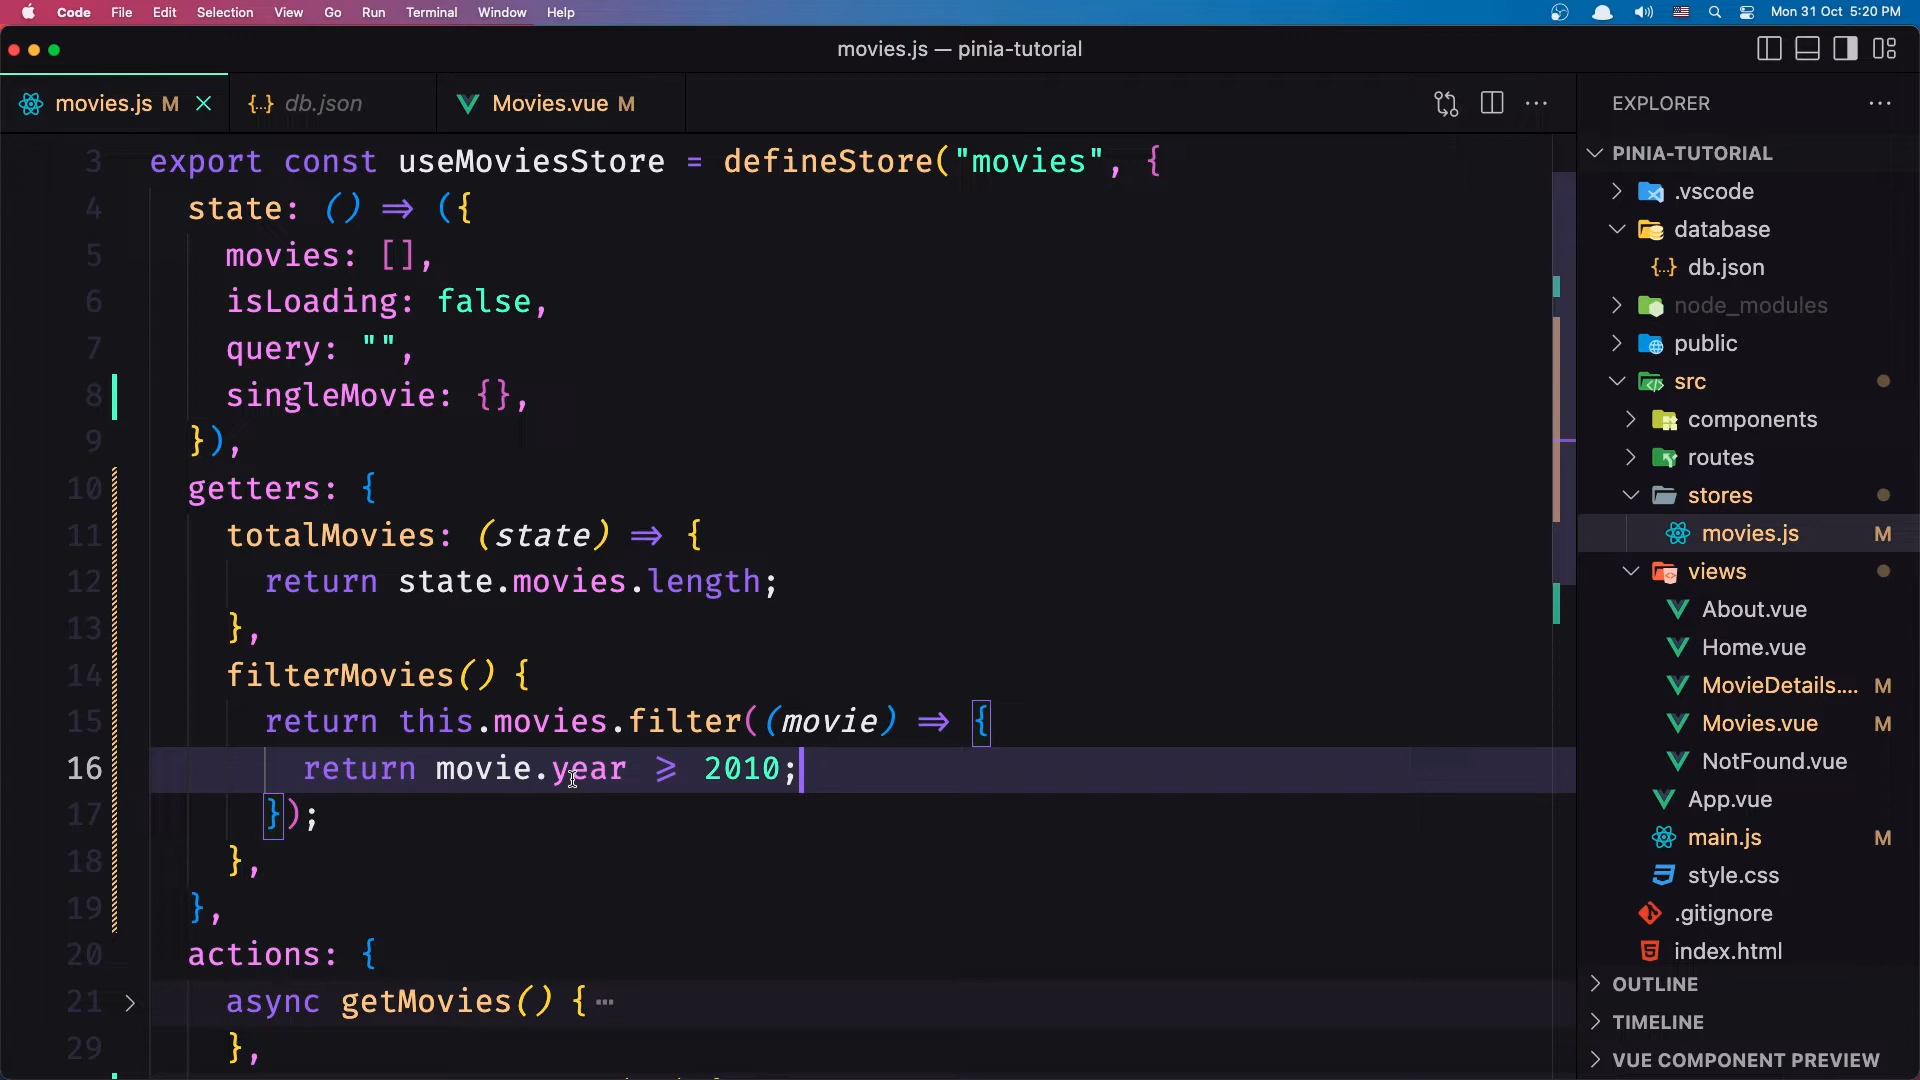 Code File Edit Selection View Go Run Terminal Window Help Mon 31 Oct 5:20 PM
movies.js — pinia-tutorial
movies.js M db.json Movies.vue M
3 export const useMoviesStore = defineStore("movies", {
4 state: () => ({
5 movies: [],
6 isLoading: false,
7 query: "",
8 singleMovie: {},
9 }),
10 getters: {
11 totalMovies: (state) => {
12 return state.movies.length;
13 },
14 filterMovies() {
15 return this.movies.filter((movie) => {
16 return movie.year >= 2010;
17 });
18 },
19 },
20 actions: {
21 async getMovies() { ⋯
29 },
EXPLORER
PINIA-TUTORIAL
.vscode
database
db.json
node_modules
public
src
components
routes
stores
movies.js M
views
About.vue
Home.vue
MovieDetails.... M
Movies.vue M
NotFound.vue
App.vue
main.js M
style.css
.gitignore
index.html
OUTLINE
TIMELINE
VUE COMPONENT PREVIEW